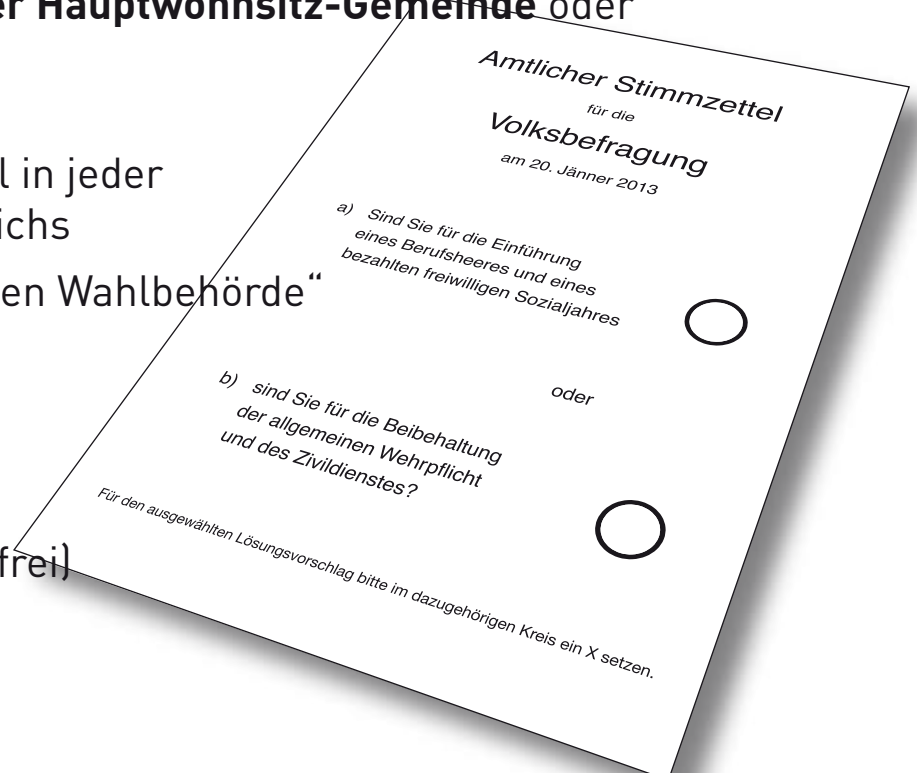 er Hauptwohnsitz-Gemeinde oder
l in jeder
ichs
en Wahlbehörde“
frei)
Amtlicher Stimmzettel
für die
Volksbefragung
am 20. Jänner 2013
a) Sind Sie für die Einführung
eines Berufsheeres und eines
bezahlten freiwilligen Sozialjahres
oder
b) sind Sie für die Beibehaltung
der allgemeinen Wehrpflicht
und des Zivildienstes?
Für den ausgewählten Lösungsvorschlag bitte im dazugehörigen Kreis ein X setzen.